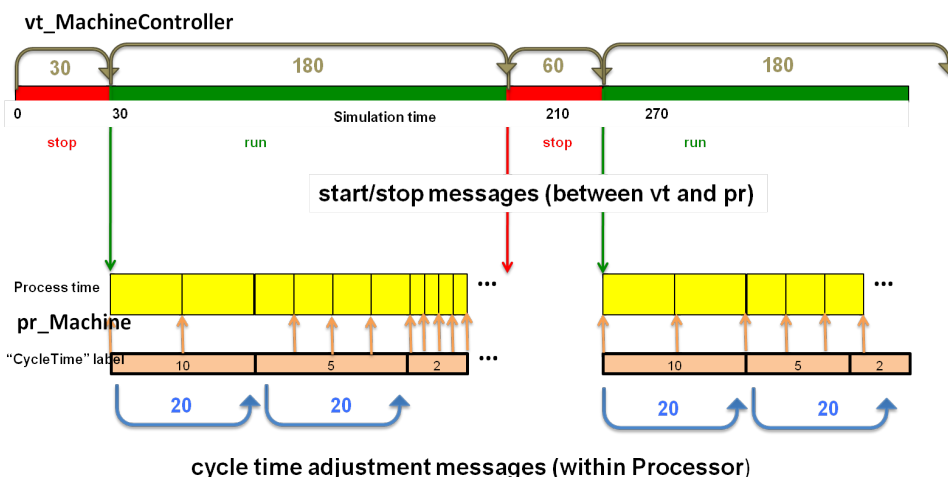 vt_MachineController
30 180 60 180
0 30 Simulation time 210 270
stop run stop run
start/stop messages (between vt and pr)
Process time ... ...
pr_Machine
"CycleTime" label 10 5 2 ... 10 5 2
20 20 20 20
cycle time adjustment messages (within Processor)